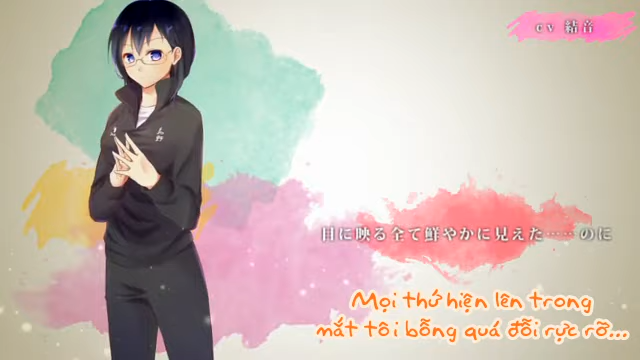 cv 結音
目に映る全て鮮やかに見えた……のに
Mọi thứ hiện lên trong
mắt tôi bỗng quá đỗi rực rỡ...